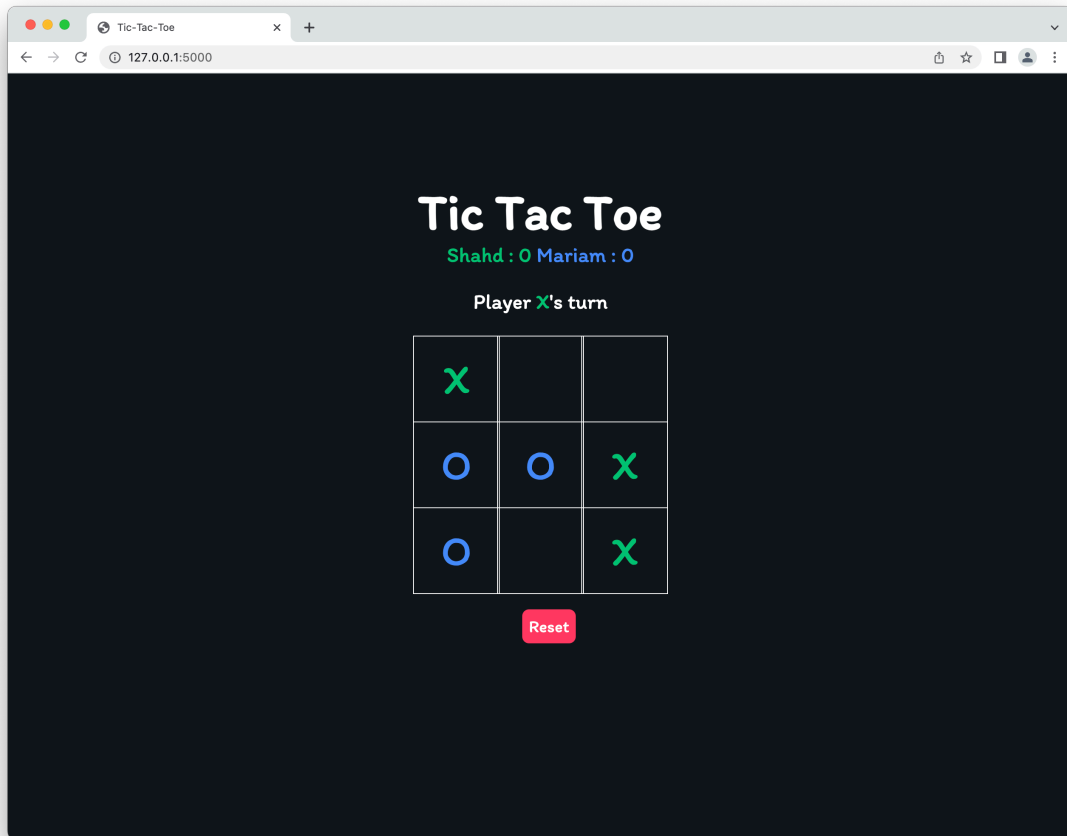 Tic-Tac-Toe
127.0.0.1:5000
Tic Tac Toe
Shahd : 0 Mariam : 0
Player X's turn
X
O O X
O X
Reset